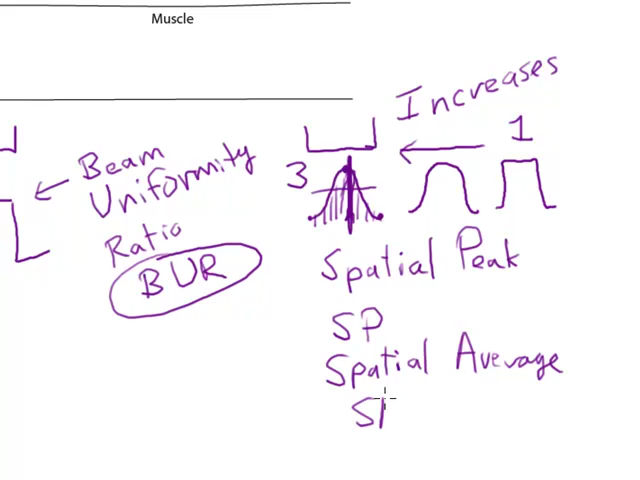 Muscle
Increases
1
Beam
Uniformity
3
Ratio
BUR
Spatial Peak
SP
Spatial Average